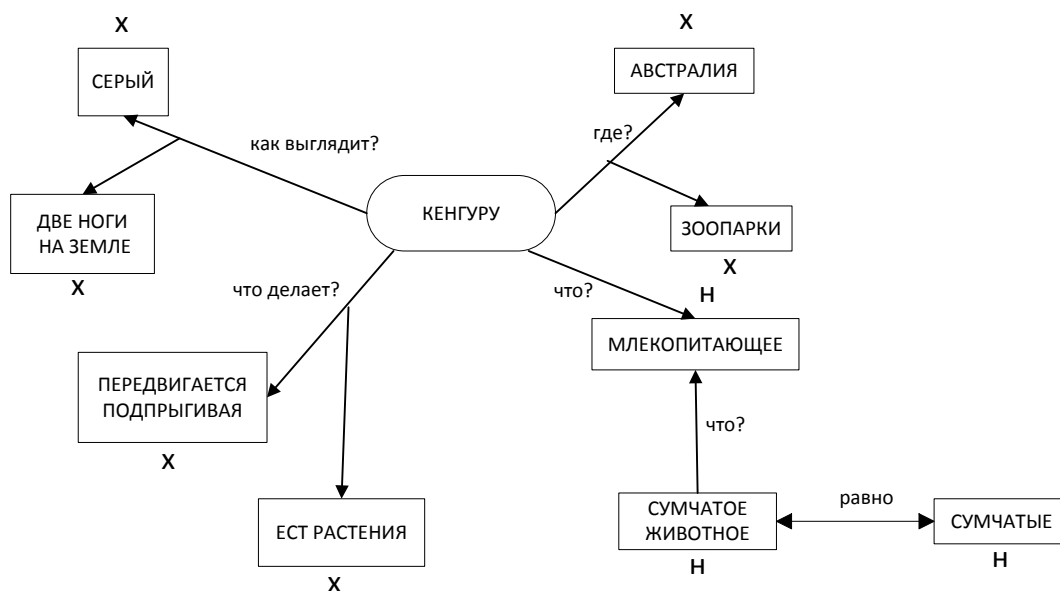 Х
СЕРЫЙ
Х
АВСТРАЛИЯ
как выглядит?
где?
ДВЕ НОГИ
НА ЗЕМЛЕ
Х
КЕНГУРУ
ЗООПАРКИ
Х
что делает?
что?
Н
МЛЕКОПИТАЮЩЕЕ
ПЕРЕДВИГАЕТСЯ
ПОДПРЫГИВАЯ
Х
что?
ЕСТ РАСТЕНИЯ
Х
СУМЧАТОЕ
ЖИВОТНОЕ
Н
равно
СУМЧАТЫЕ
Н